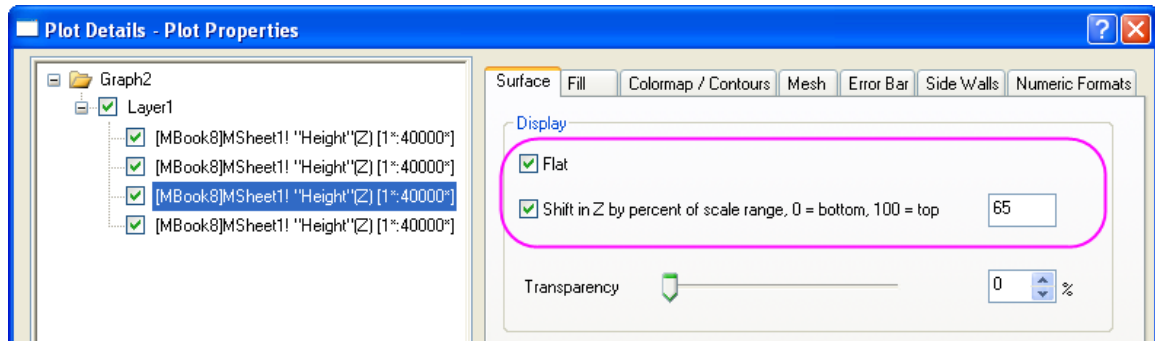 Plot Details - Plot Properties
Graph2
Layer1
[MBook8]MSheet1! "Height"(Z) [1*:40000*]
[MBook8]MSheet1! "Height"(Z) [1*:40000*]
[MBook8]MSheet1! "Height"(Z) [1*:40000*]
[MBook8]MSheet1! "Height"(Z) [1*:40000*]
Surface Fill Colormap / Contours Mesh Error Bar Side Walls Numeric Formats
Display
Flat
Shift in Z by percent of scale range, 0 = bottom, 100 = top 65
Transparency 0 %